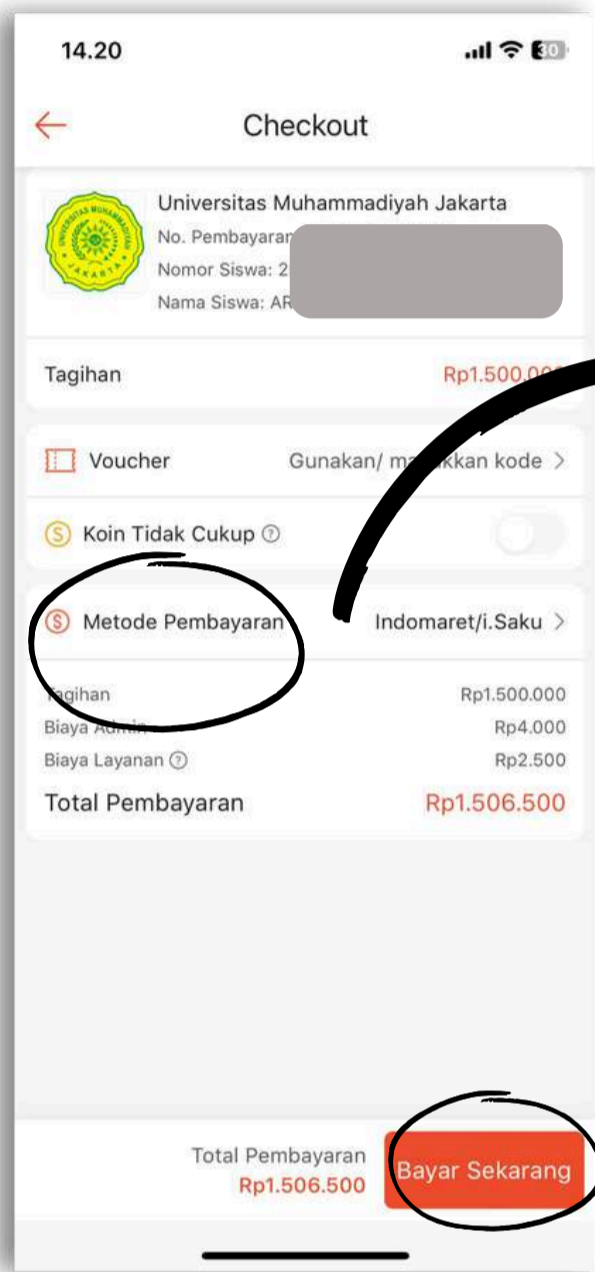 14.20
30
Checkout
Universitas Muhammadiyah Jakarta
No. Pembayaran
Nomor Siswa: 2
Nama Siswa: AR
Tagihan Rp1.500.000
Voucher Gunakan/ masukkan kode >
Koin Tidak Cukup
Metode Pembayaran Indomaret/i.Saku >
Tagihan Rp1.500.000
Biaya Admin Rp4.000
Biaya Layanan Rp2.500
Total Pembayaran Rp1.506.500
Total Pembayaran
Rp1.506.500
Bayar Sekarang